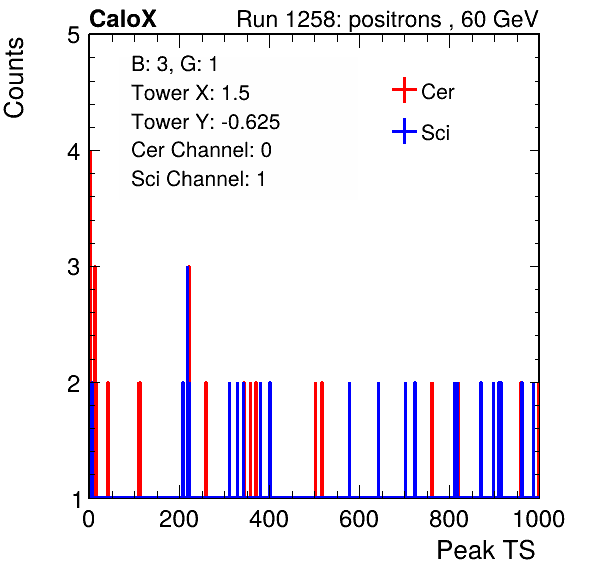 CaloX Run 1258: positrons , 60 GeV
Counts
B: 3, G: 1
Tower X: 1.5
Tower Y: -0.625
Cer Channel: 0
Sci Channel: 1
Cer
Sci
5
4
3
2
1
0 200 400 600 800 1000
Peak TS